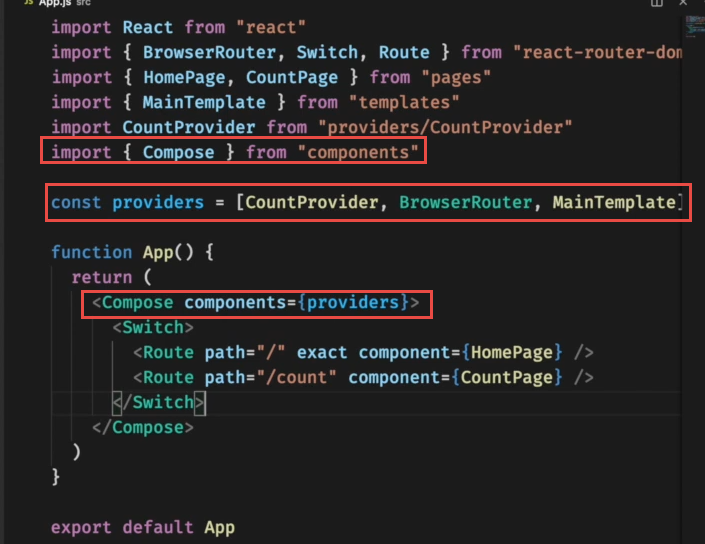 JS App.js src
import React from "react"
import { BrowserRouter, Switch, Route } from "react-router-dom
import { HomePage, CountPage } from "pages"
import { MainTemplate } from "templates"
import CountProvider from "providers/CountProvider"
import { Compose } from "components"
const providers = [CountProvider, BrowserRouter, MainTemplate]
function App() {
return (
<Compose components={providers}>
<Switch>
<Route path="/" exact component={HomePage} />
<Route path="/count" component={CountPage} />
</Switch>
</Compose>
)
}
export default App